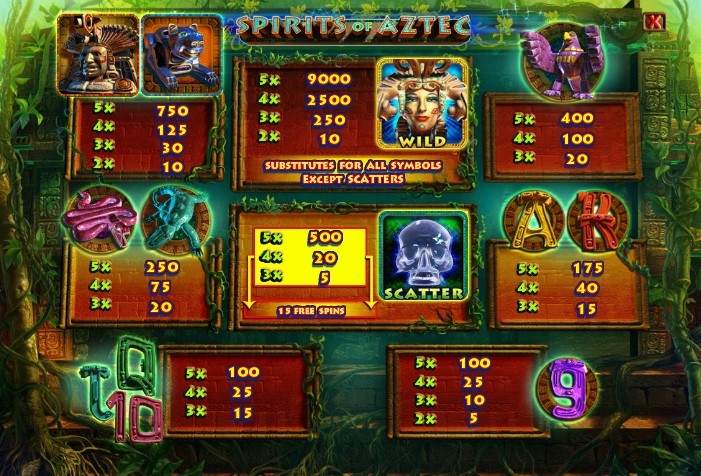 SPIRITS OF AZTEC
X
5x 750
4x 125
3x 30
2x 10
5x 9000
4x 2500
3x 250
2x 10
WILD
SUBSTITUTES FOR ALL SYMBOLS
EXCEPT SCATTERS
5x 400
4x 100
3x 20
5x 250
4x 75
3x 20
5x 500
4x 20
3x 5
15 FREE SPINS
SCATTER
A K
5x 175
4x 40
3x 15
Q
J
10
5x 100
4x 25
3x 15
5x 100
4x 25
3x 10
2x 5
9